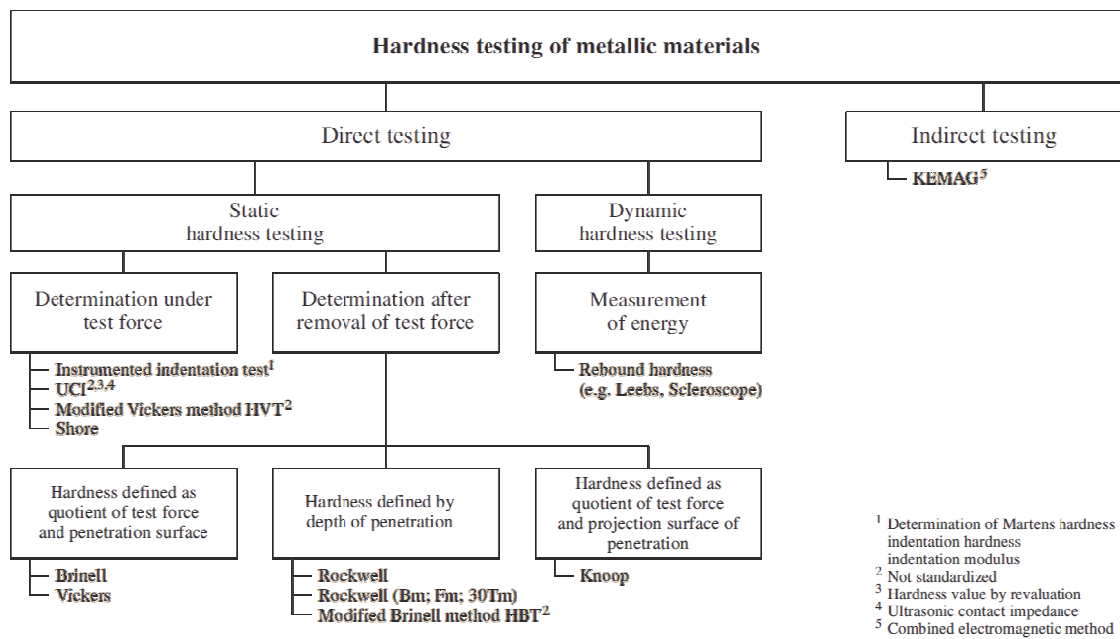 Hardness testing of metallic materials
Direct testing
Indirect testing
KEMAG⁵
Static
hardness testing
Dynamic
hardness testing
Determination under
test force
Determination after
removal of test force
Measurement
of energy
Instrumented indentation test¹
UCI²,³,⁴
Modified Vickers method HVT²
Shore
Rebound hardness
(e.g. Leebs, Scleroscope)
Hardness defined as
quotient of test force
and penetration surface
Hardness defined by
depth of penetration
Hardness defined as
quotient of test force
and projection surface of
penetration
Brinell
Vickers
Rockwell
Rockwell (Bm; Fm; 30Tm)
Modified Brinell method HBT²
Knoop
¹ Determination of Martens hardness
indentation hardness
indentation modulus
² Not standardized
³ Hardness value by revaluation
⁴ Ultrasonic contact impedance
⁵ Combined electromagnetic method